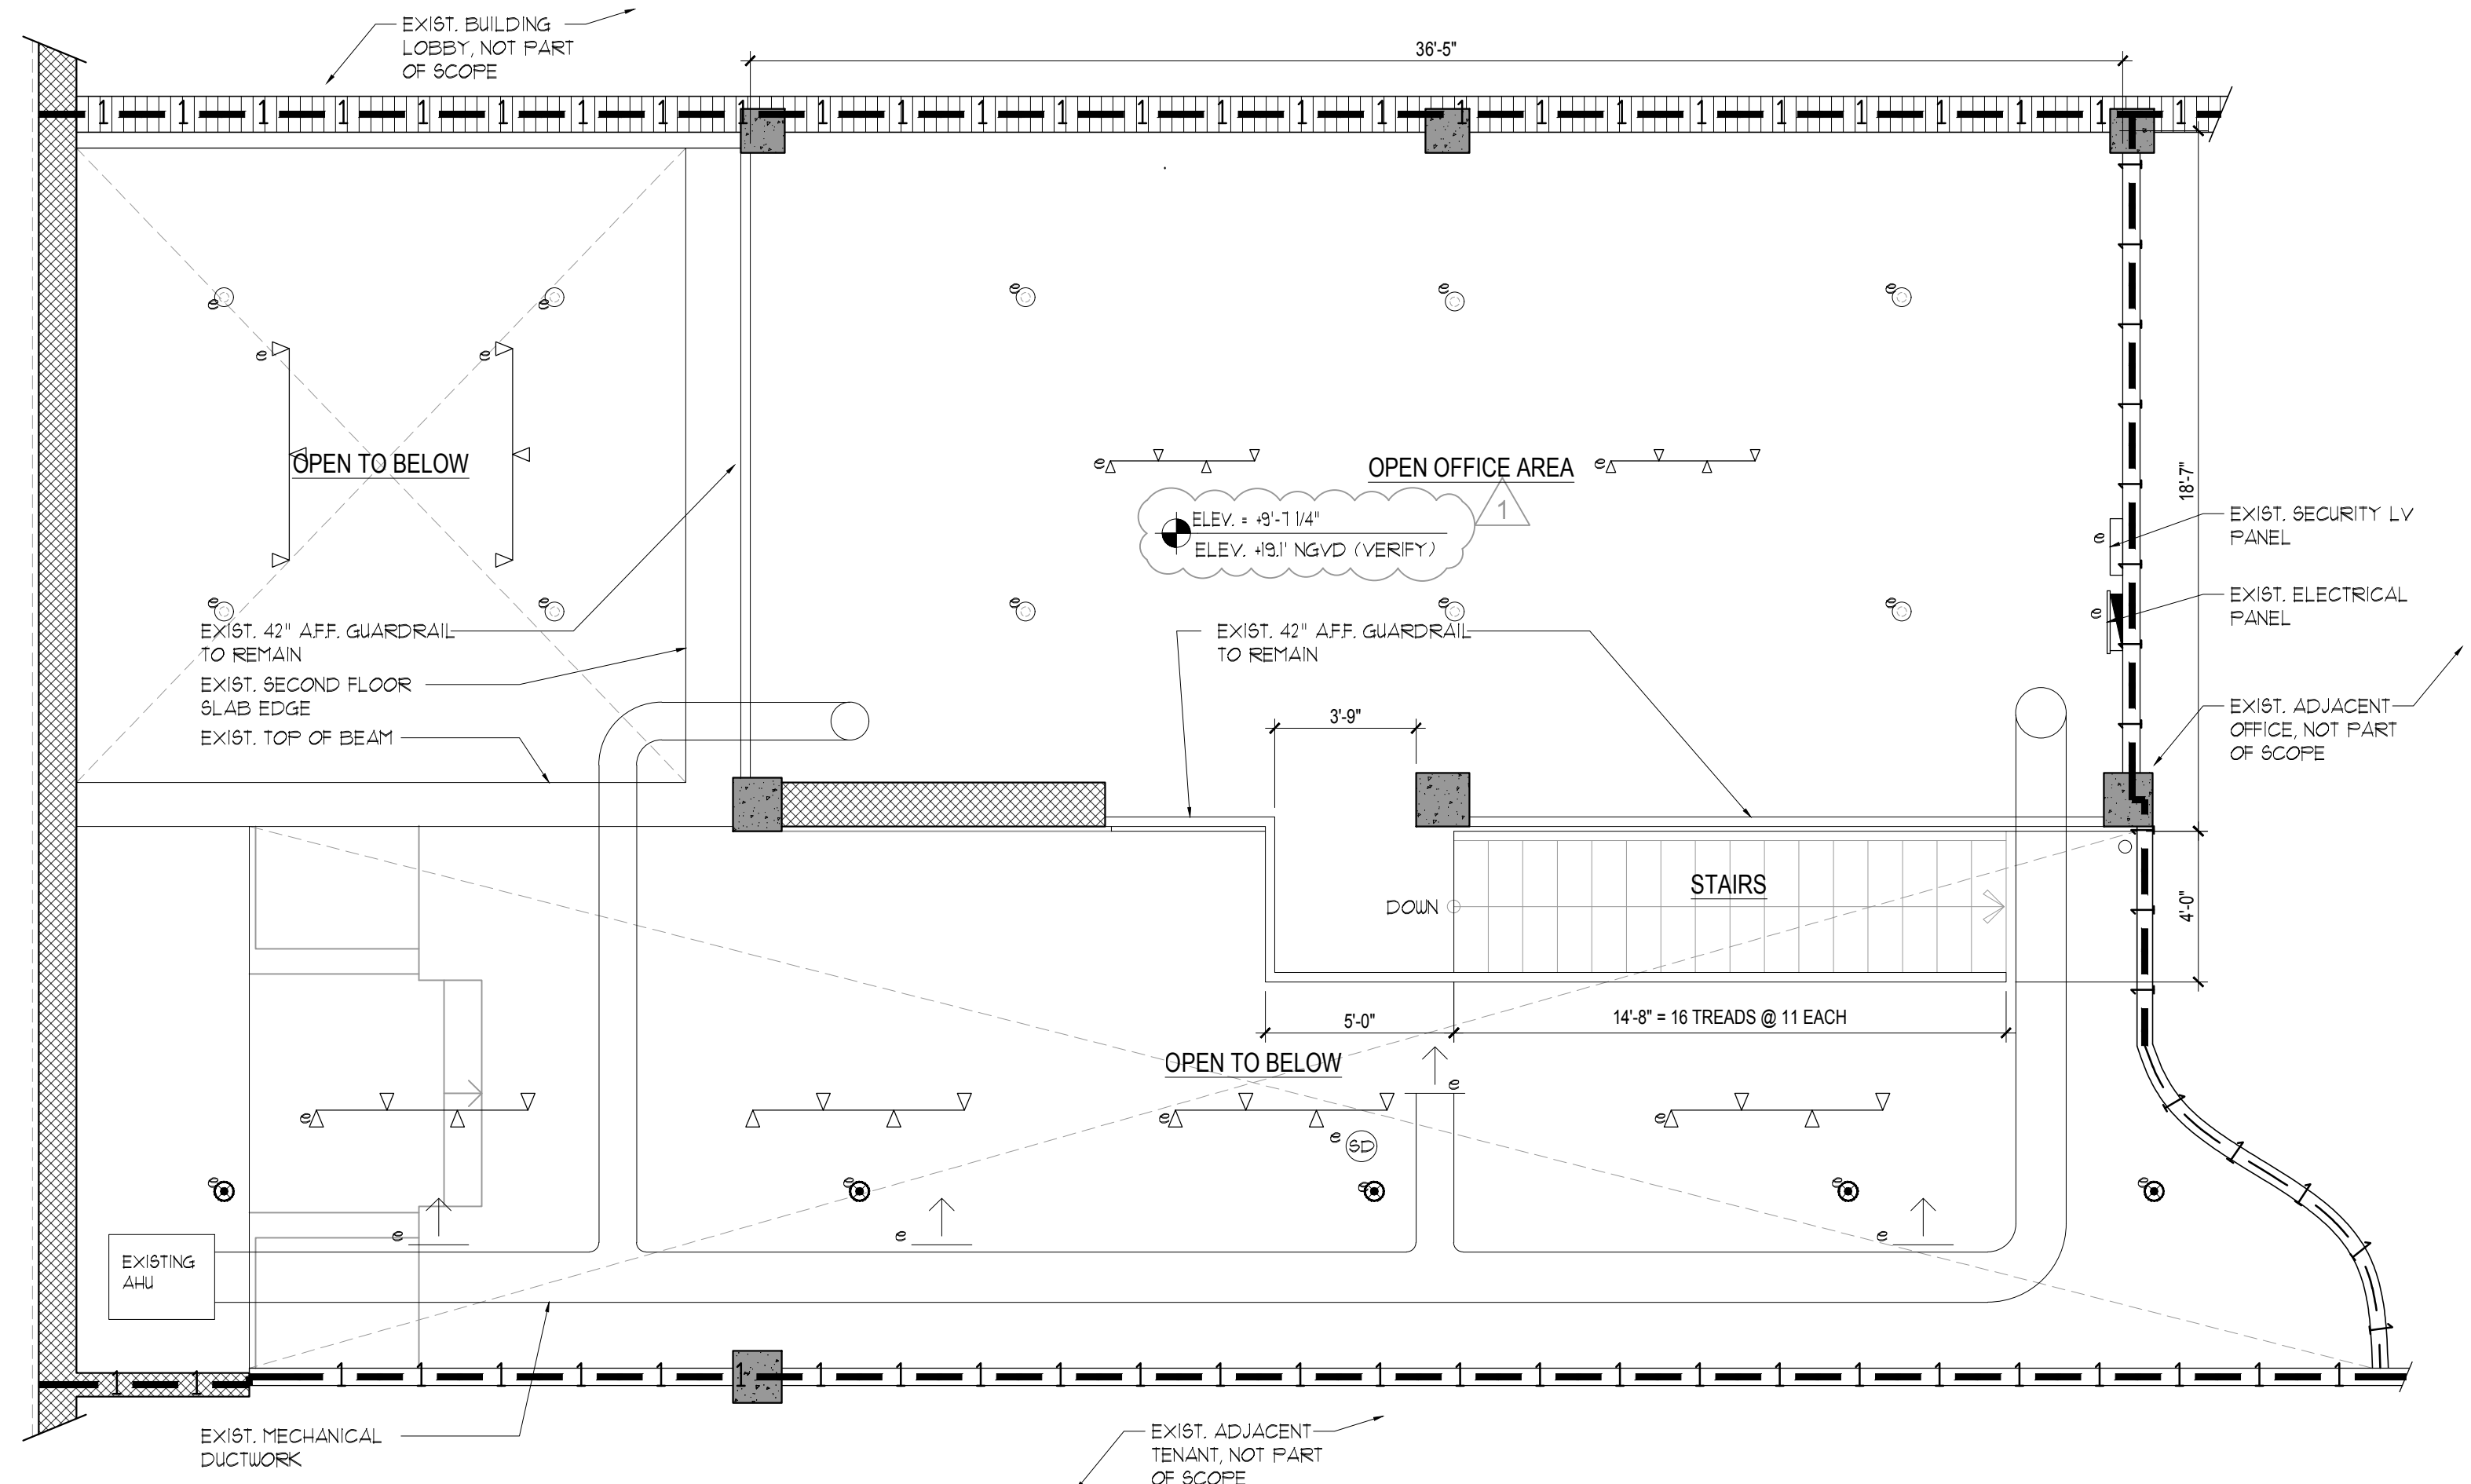 EXIST. BUILDING
LOBBY, NOT PART
OF SCOPE
36'-5"
OPEN TO BELOW
OPEN OFFICE AREA
ELEV. = +9'-7 1/4"
ELEV. +19.1' NGVD (VERIFY)
1
18'-7"
EXIST. SECURITY LV
PANEL
EXIST. ELECTRICAL
PANEL
EXIST. 42" A.F.F. GUARDRAIL
TO REMAIN
EXIST. SECOND FLOOR
SLAB EDGE
EXIST. TOP OF BEAM
EXIST. 42" A.F.F. GUARDRAIL
TO REMAIN
3'-9"
EXIST. ADJACENT
OFFICE, NOT PART
OF SCOPE
STAIRS
DOWN
4'-0"
5'-0"
14'-8" = 16 TREADS @ 11 EACH
OPEN TO BELOW
e
SD
EXISTING
AHU
EXIST. MECHANICAL
DUCTWORK
EXIST. ADJACENT
TENANT, NOT PART
OF SCOPE